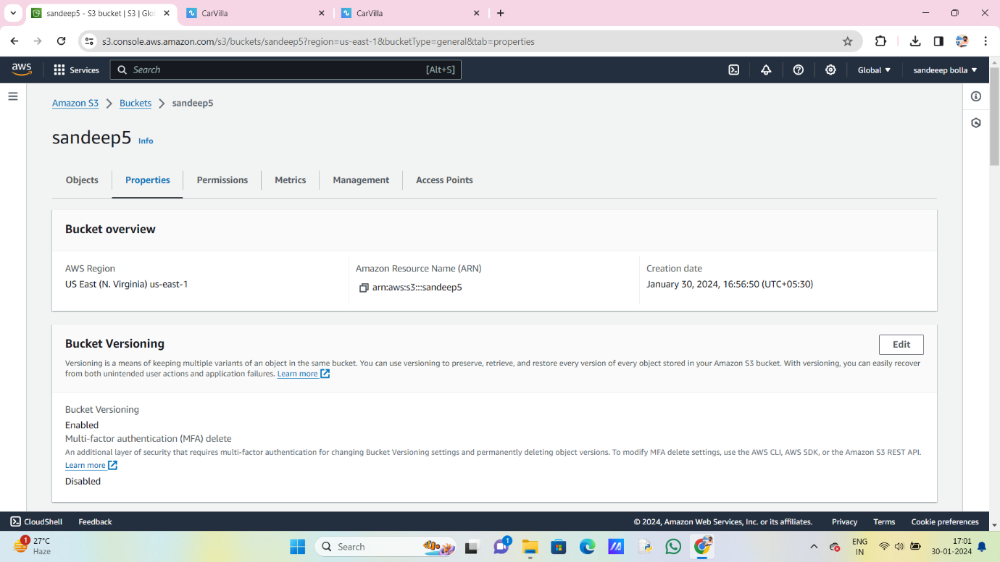 sandeep5 - S3 bucket | S3 | Glo
CarVilla
CarVilla
s3.console.aws.amazon.com/s3/buckets/sandeep5?region=us-east-1&bucketType=general&tab=properties
aws
Services
Search
[Alt+S]
Global
sandeeep bolla
Amazon S3
Buckets
sandeep5
sandeep5 Info
Objects
Properties
Permissions
Metrics
Management
Access Points
Bucket overview
AWS Region
US East (N. Virginia) us-east-1
Amazon Resource Name (ARN)
arn:aws:s3:::sandeep5
Creation date
January 30, 2024, 16:56:50 (UTC+05:30)
Bucket Versioning
Edit
Versioning is a means of keeping multiple variants of an object in the same bucket. You can use versioning to preserve, retrieve, and restore every version of every object stored in your Amazon S3 bucket. With versioning, you can easily recover
from both unintended user actions and application failures. Learn more
Bucket Versioning
Enabled
Multi-factor authentication (MFA) delete
An additional layer of security that requires multi-factor authentication for changing Bucket Versioning settings and permanently deleting object versions. To modify MFA delete settings, use the AWS CLI, AWS SDK, or the Amazon S3 REST API.
Learn more
Disabled
CloudShell
Feedback
© 2024, Amazon Web Services, Inc. or its affiliates.
Privacy
Terms
Cookie preferences
1
27°C
Haze
Search
1
ENG
IN
17:01
30-01-2024